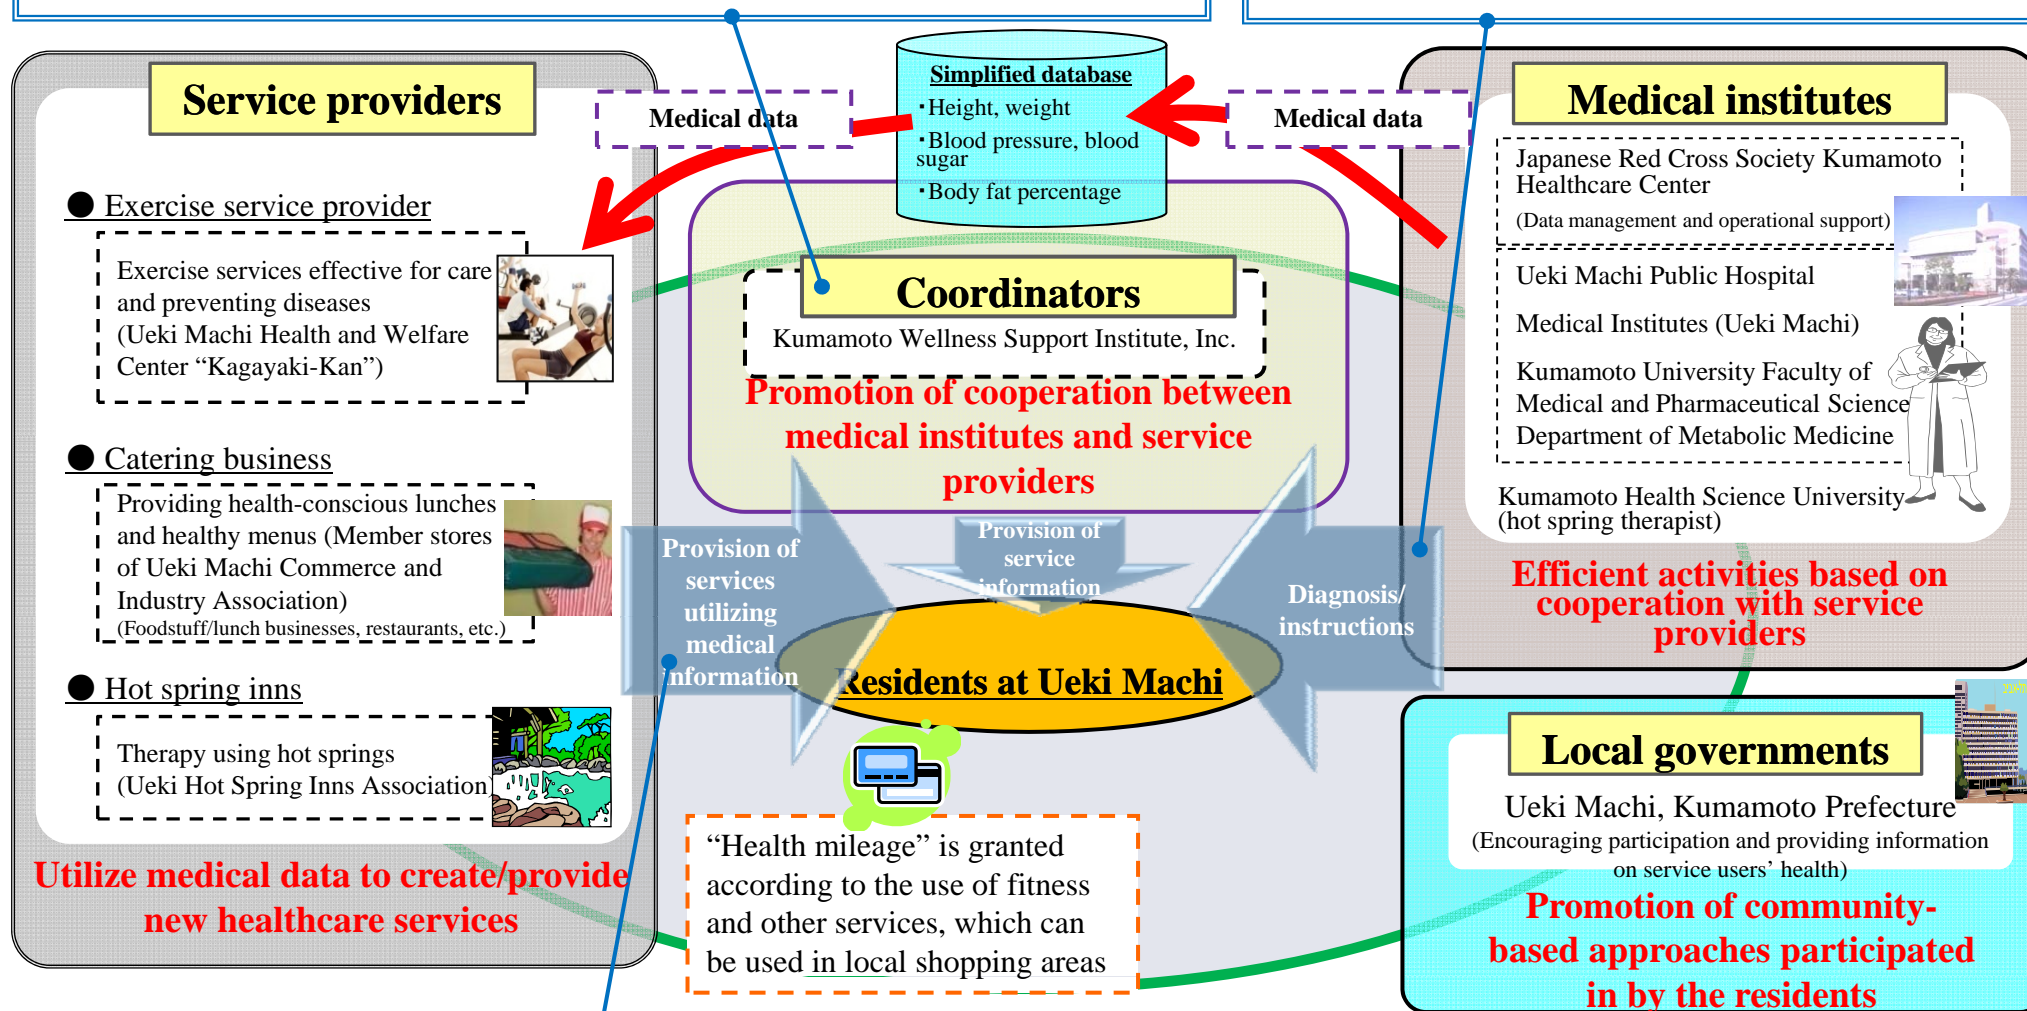 Service providers
● Exercise service provider
Exercise services effective for care
and preventing diseases
(Ueki Machi Health and Welfare
Center “Kagayaki-Kan”)
● Catering business
Providing health-conscious lunches
and healthy menus (Member stores
of Ueki Machi Commerce and
Industry Association)
(Foodstuff/lunch businesses, restaurants, etc.)
● Hot spring inns
Therapy using hot springs
(Ueki Hot Spring Inns Association)
Utilize medical data to create/provide
new healthcare services
Medical data
Simplified database
・Height, weight
・Blood pressure, blood
sugar
・Body fat percentage
Medical data
Coordinators
Kumamoto Wellness Support Institute, Inc.
Promotion of cooperation between
medical institutes and service
providers
Provision of
services
utilizing
medical
information
Provision of
service
information
Diagnosis/
instructions
Residents at Ueki Machi
“Health mileage” is granted
according to the use of fitness
and other services, which can
be used in local shopping areas
Medical institutes
Japanese Red Cross Society Kumamoto
Healthcare Center
(Data management and operational support)
Ueki Machi Public Hospital
Medical Institutes (Ueki Machi)
Kumamoto University Faculty of
Medical and Pharmaceutical Science
Department of Metabolic Medicine
Kumamoto Health Science University
(hot spring therapist)
Efficient activities based on
cooperation with service
providers
Local governments
Ueki Machi, Kumamoto Prefecture
(Encouraging participation and providing information
on service users’ health)
Promotion of community-
based approaches participated
in by the residents